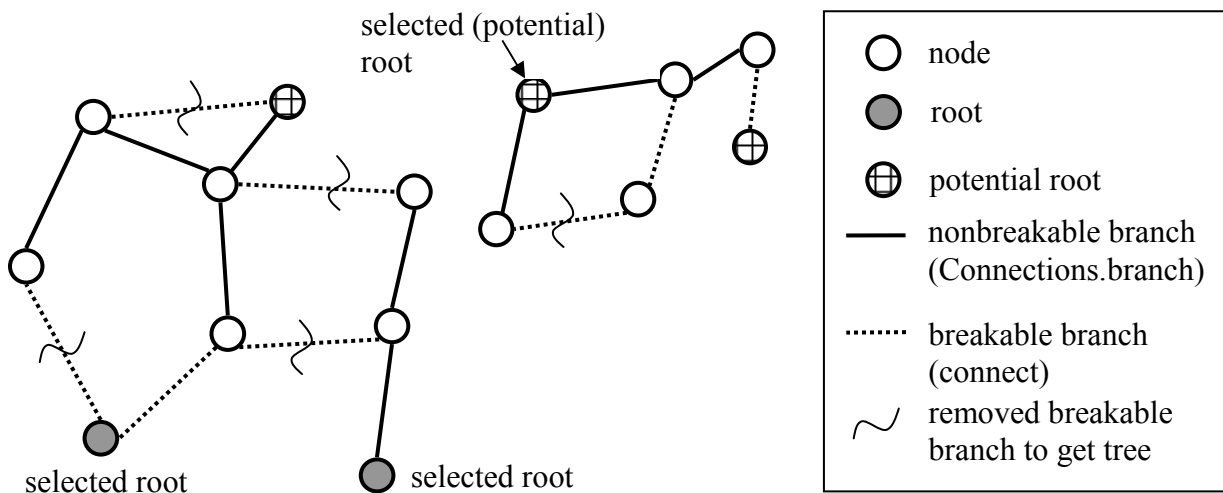 selected (potential)
root
selected root
selected root
node
root
potential root
nonbreakable branch
(Connections.branch)
breakable branch
(connect)
removed breakable
branch to get tree